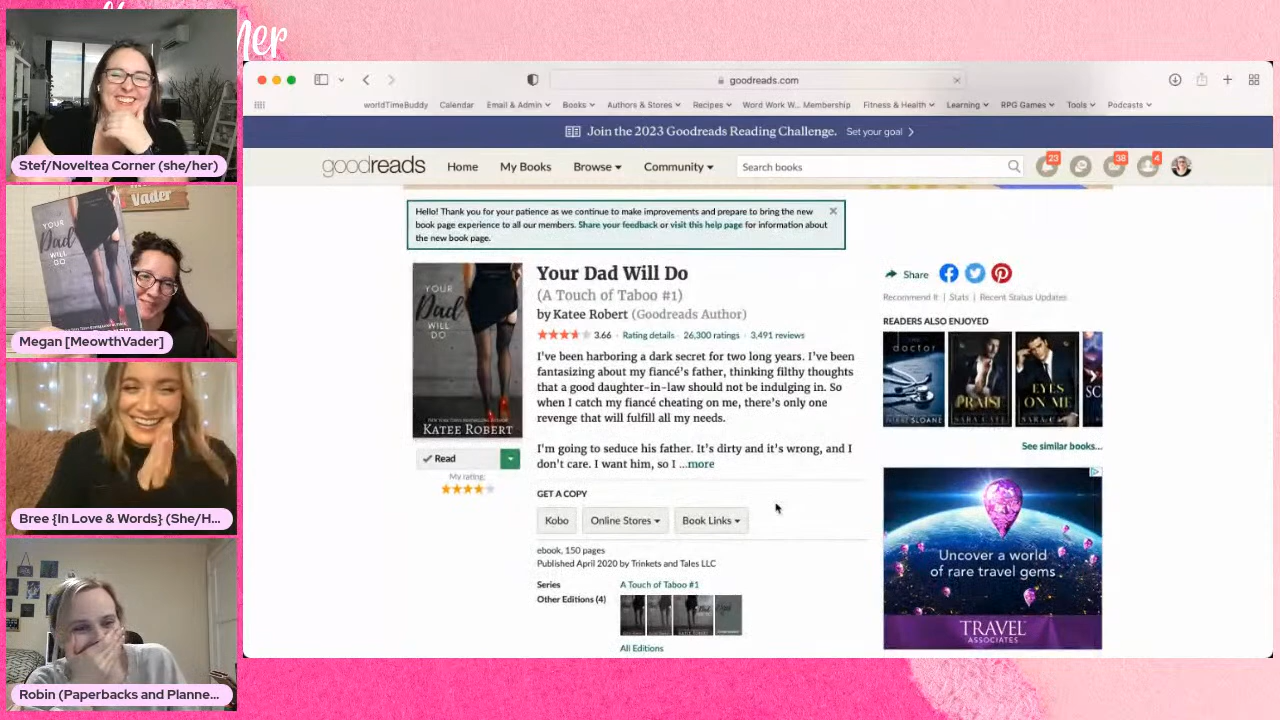 Mer
Stef/Noveltea Corner (she/her)
Vader
YOUR
Dad
WILL
DO
Megan [MeowthVader]
Bree {In Love & Words} (She/H...
Robin (Paperbacks and Planne...
goodreads.com
worldTimeBuddy Calendar Email & Admin Books Authors & Stores Recipes Word Work W... Membership Fitness & Health Learning RPG Games Tools Podcasts
Join the 2023 Goodreads Reading Challenge. Set your goal
goodreads Home My Books Browse Community Search books 23 38 4
Hello! Thank you for your patience as we continue to make improvements and prepare to bring the new
book page experience to all our members. Share your feedback or visit this help page for information
about the new book page.
YOUR
Dad
WILL
DO
KATEE ROBERT
Read
My rating:
Your Dad Will Do
(A Touch of Taboo #1)
by Katee Robert (Goodreads Author)
3.66 · Rating details · 26,300 ratings · 3,491 reviews
I've been harboring a dark secret for two long years. I've been
fantasizing about my fiancé's father, thinking filthy thoughts
that a good daughter-in-law should not be indulging in. So
when I catch my fiancé cheating on me, there's only one
revenge that will fulfill all my needs.
I'm going to seduce his father. It's dirty and it's wrong, and I
don't care. I want him, so I ...more
GET A COPY
Kobo Online Stores Book Links
ebook, 150 pages
Published April 2020 by Trinkets and Tales LLC
Series A Touch of Taboo #1
Other Editions (4)
All Editions
Share
Recommend It | Stats | Recent Status Updates
READERS ALSO ENJOYED
doctor
PRAISE
EYES
ON ME
See similar books...
Uncover a world
of rare travel gems
TRAVEL
ASSOCIATES